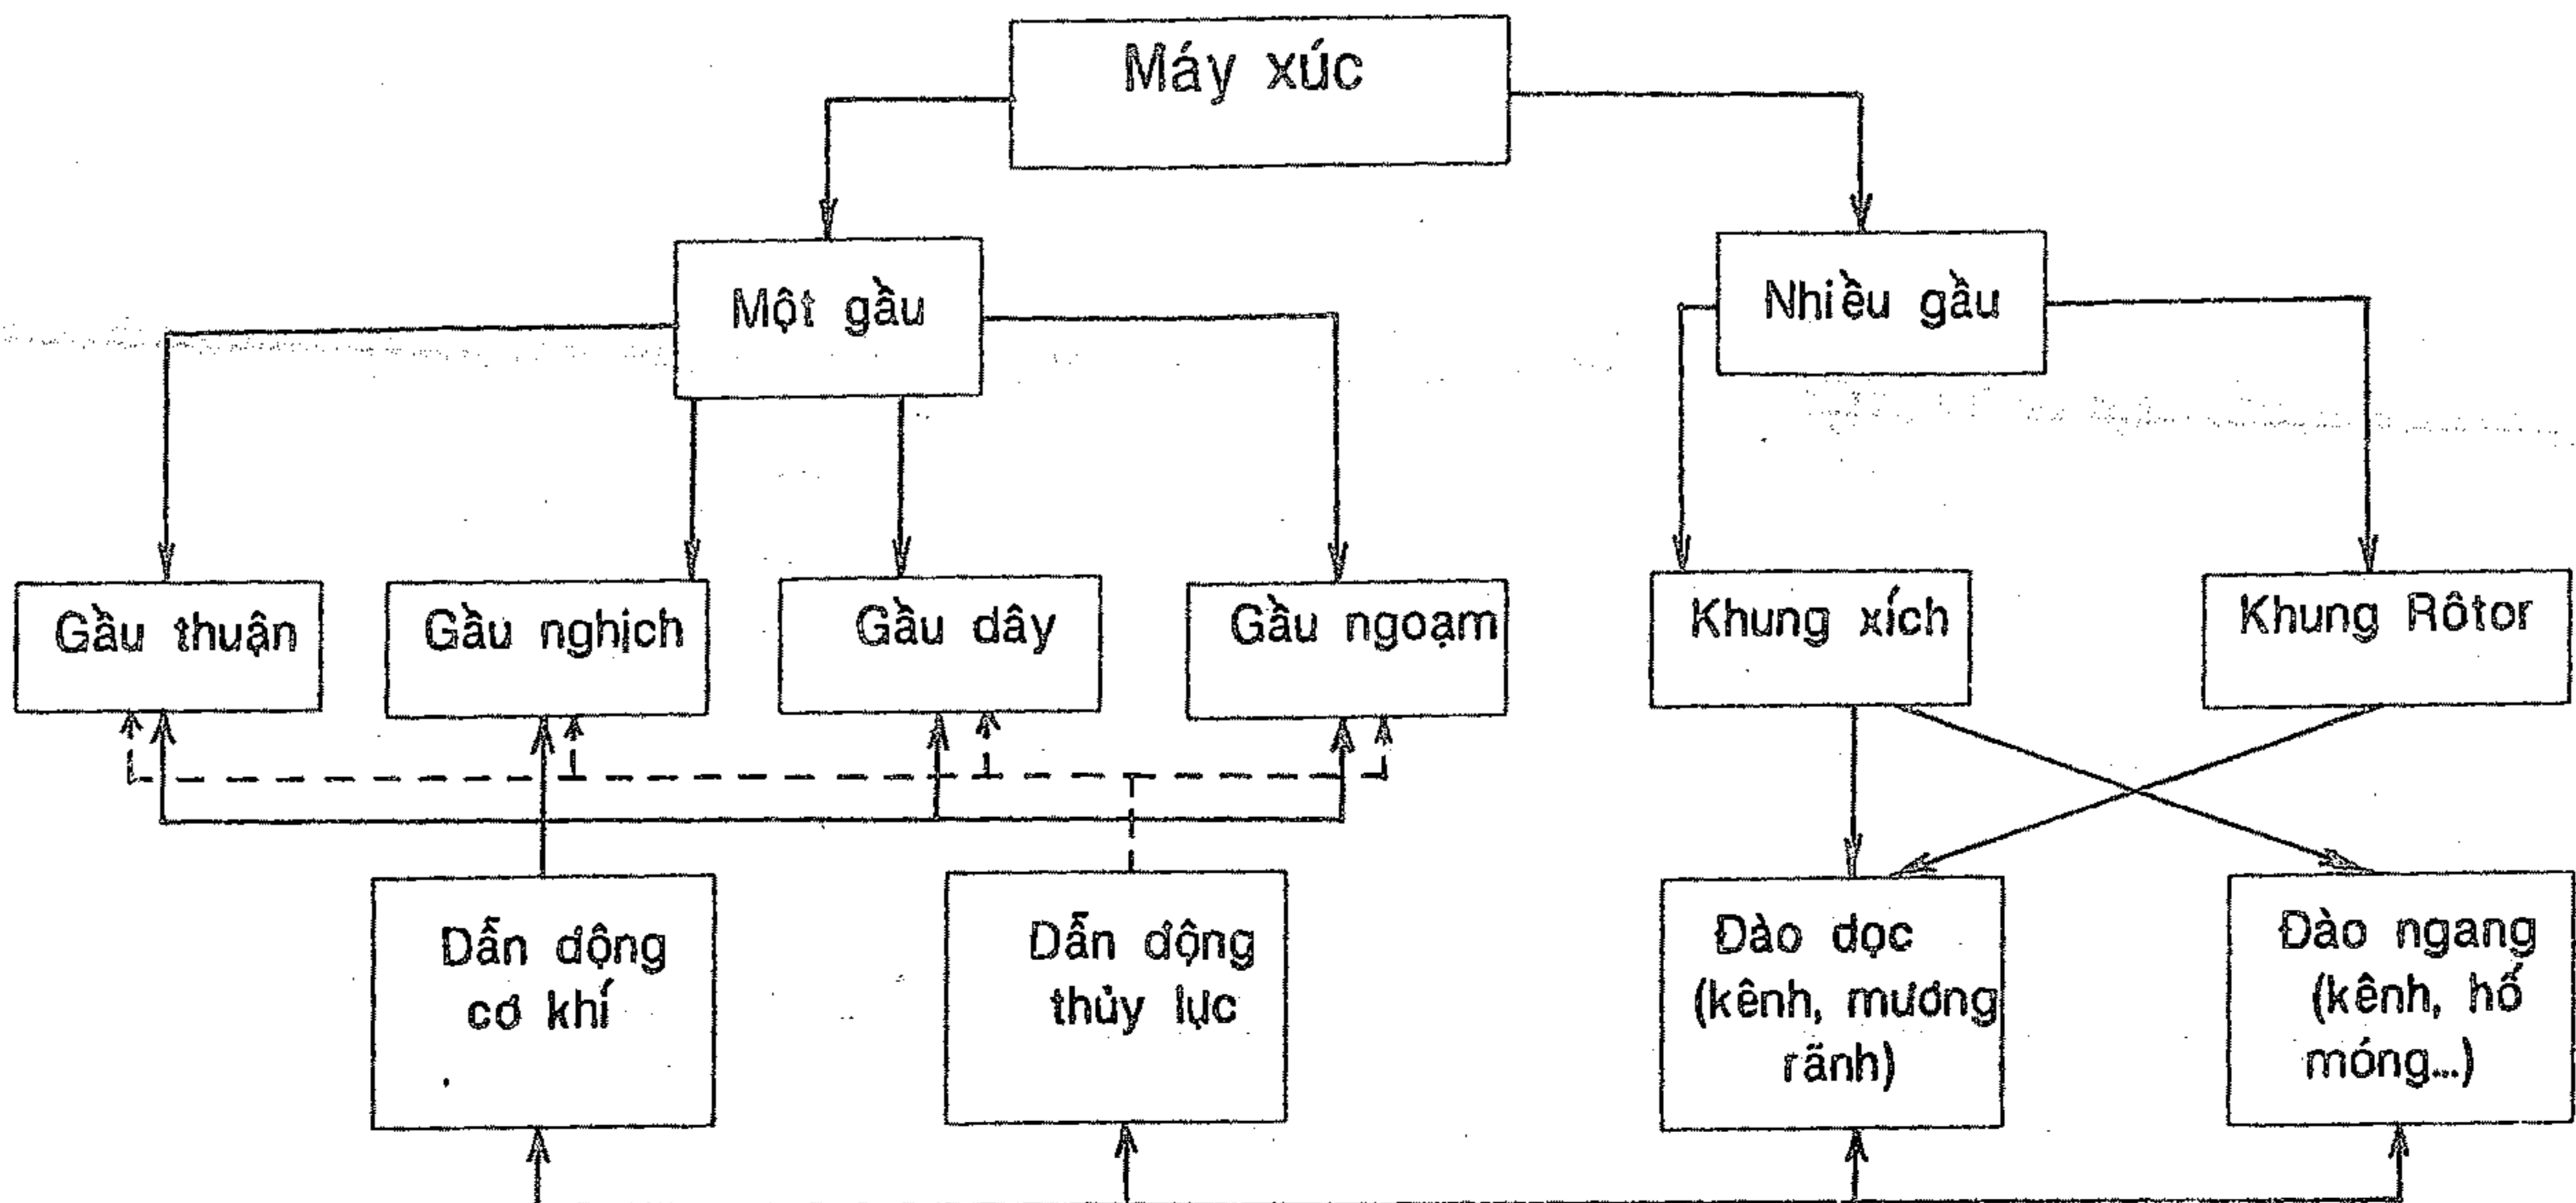 Máy xúc
Một gầu
Nhiều gầu
Gầu thuận
Gầu nghịch
Gầu dây
Gầu ngoạm
Khung xích
Khung Rôtor
Dẫn động
cơ khí
Dẫn động
thủy lực
Đào dọc
(kênh, mương
rãnh)
Đào ngang
(kênh, hố
móng...)